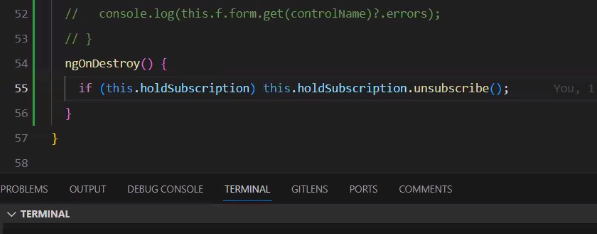 52 //   console.log(this.f.form.get(controlName)?.errors);
53 // }
54 ngOnDestroy() {
55   if (this.holdSubscription) this.holdSubscription.unsubscribe(); You, 1
56 }
57 }
58
PROBLEMS OUTPUT DEBUG CONSOLE TERMINAL GITLENS PORTS COMMENTS
TERMINAL